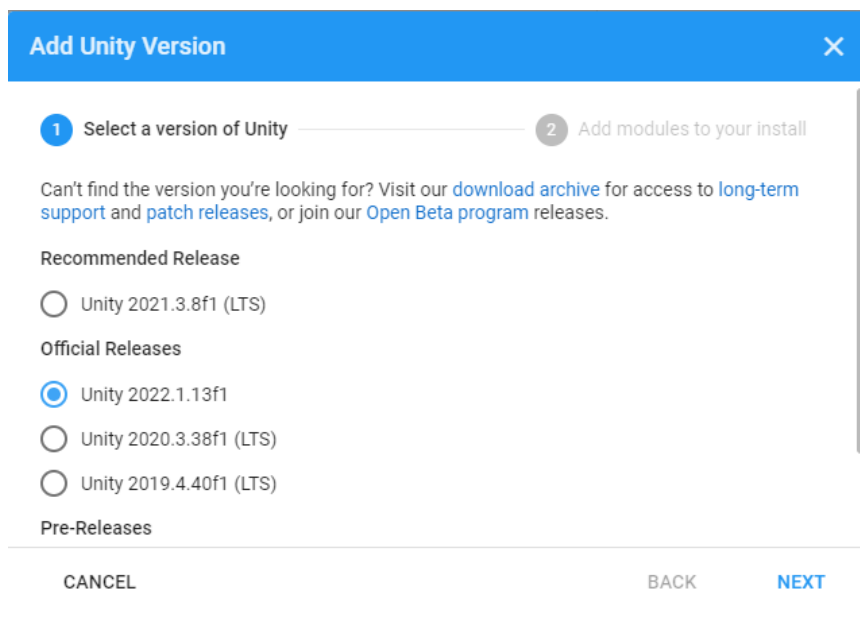 Add Unity Version
1 Select a version of Unity 2 Add modules to your install
Can't find the version you're looking for? Visit our download archive for access to long-term
support and patch releases, or join our Open Beta program releases.
Recommended Release
Unity 2021.3.8f1 (LTS)
Official Releases
Unity 2022.1.13f1
Unity 2020.3.38f1 (LTS)
Unity 2019.4.40f1 (LTS)
Pre-Releases
CANCEL BACK NEXT